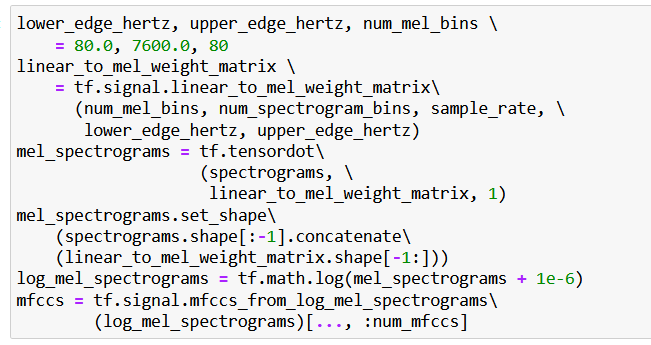 lower_edge_hertz, upper_edge_hertz, num_mel_bins \
    = 80.0, 7600.0, 80
linear_to_mel_weight_matrix \
    = tf.signal.linear_to_mel_weight_matrix\
      (num_mel_bins, num_spectrogram_bins, sample_rate, \
       lower_edge_hertz, upper_edge_hertz)
mel_spectrograms = tf.tensordot\
                   (spectrograms, \
                    linear_to_mel_weight_matrix, 1)
mel_spectrograms.set_shape\
    (spectrograms.shape[:-1].concatenate\
    (linear_to_mel_weight_matrix.shape[-1:]))
log_mel_spectrograms = tf.math.log(mel_spectrograms + 1e-6)
mfccs = tf.signal.mfccs_from_log_mel_spectrograms\
        (log_mel_spectrograms)[..., :num_mfccs]